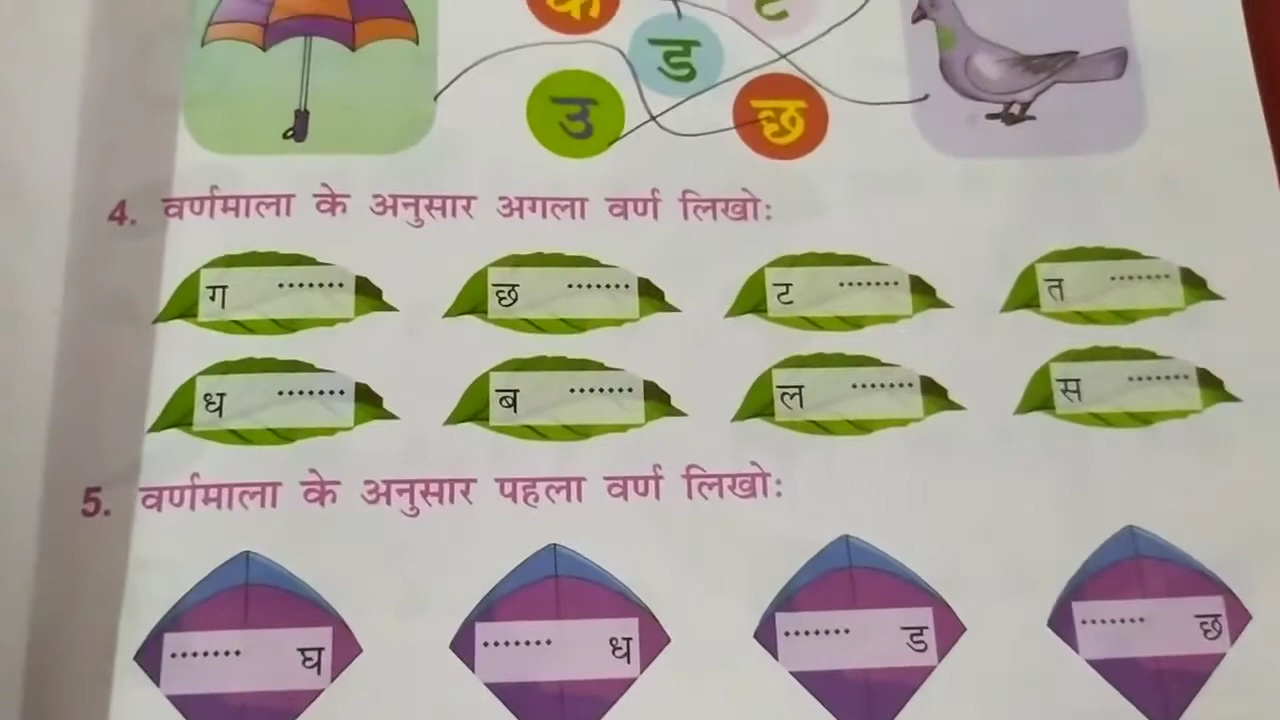 क ट
ड
उ छ
4. वर्णमाला के अनुसार अगला वर्ण लिखो:
ग ....... छ ....... ट ....... त .......
ध ....... ब ....... ल ....... स .......
5. वर्णमाला के अनुसार पहला वर्ण लिखो:
....... घ ....... ध ....... ड ....... छ